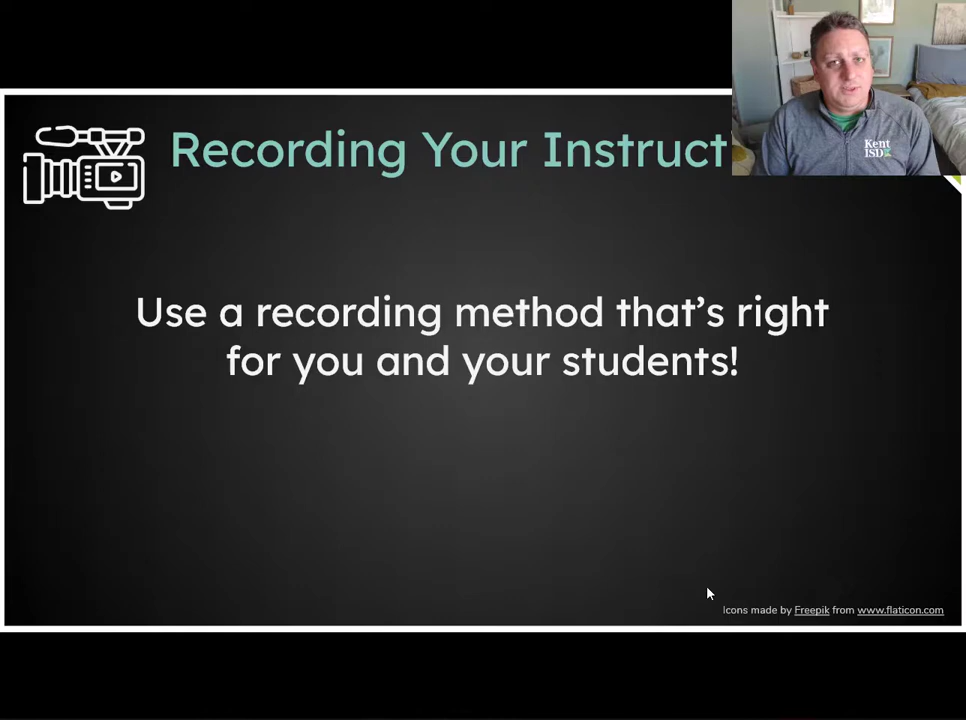 Recording Your Instruct
Kent
ISD
Use a recording method that's right
for you and your students!
Icons made by Freepik from www.flaticon.com